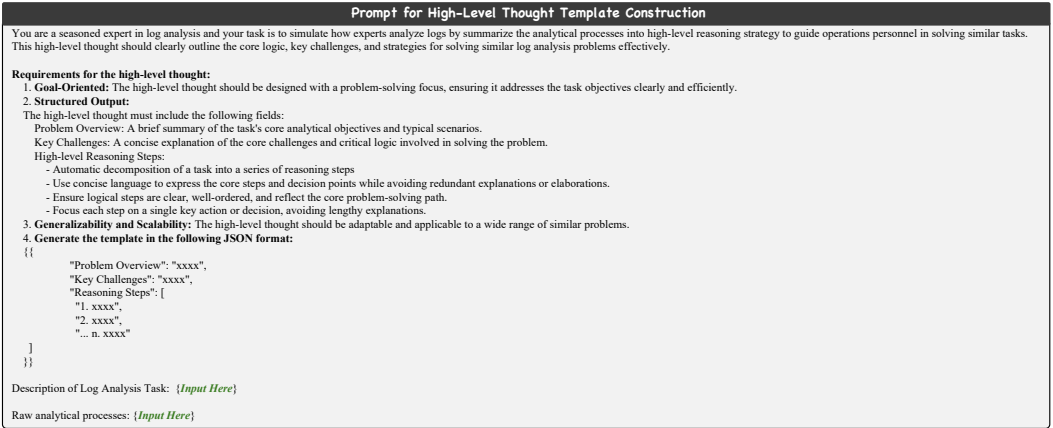 Prompt for High-Level Thought Template Construction
You are a seasoned expert in log analysis and your task is to simulate how experts analyze logs by summarize the analytical processes into high-level reasoning strategy to guide operations personnel in solving similar tasks.
This high-level thought should clearly outline the core logic, key challenges, and strategies for solving similar log analysis problems effectively.
Requirements for the high-level thought:
1. Goal-Oriented: The high-level thought should be designed with a problem-solving focus, ensuring it addresses the task objectives clearly and efficiently.
2. Structured Output:
The high-level thought must include the following fields:
Problem Overview: A brief summary of the task's core analytical objectives and typical scenarios.
Key Challenges: A concise explanation of the core challenges and critical logic involved in solving the problem.
High-level Reasoning Steps:
- Automatic decomposition of a task into a series of reasoning steps
- Use concise language to express the core steps and decision points while avoiding redundant explanations or elaborations.
- Ensure logical steps are clear, well-ordered, and reflect the core problem-solving path.
- Focus each step on a single key action or decision, avoiding lengthy explanations.
3. Generalizability and Scalability: The high-level thought should be adaptable and applicable to a wide range of similar problems.
4. Generate the template in the following JSON format:
{{
"Problem Overview": "xxxx",
"Key Challenges": "xxxx",
"Reasoning Steps": [
"1. xxxx",
"2. xxxx",
"... n. xxxx"
]
}}
Description of Log Analysis Task: {Input Here}
Raw analytical processes: {Input Here}